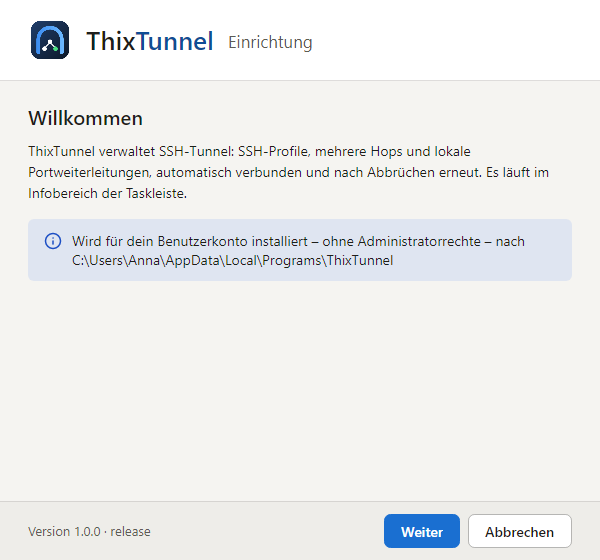 ThixTunnel Einrichtung
Willkommen
ThixTunnel verwaltet SSH-Tunnel: SSH-Profile, mehrere Hops und lokale
Portweiterleitungen, automatisch verbunden und nach Abbrüchen erneut. Es läuft im
Infobereich der Taskleiste.
Wird für dein Benutzerkonto installiert – ohne Administratorrechte – nach
C:\Users\Anna\AppData\Local\Programs\ThixTunnel
Version 1.0.0 · release
Weiter
Abbrechen